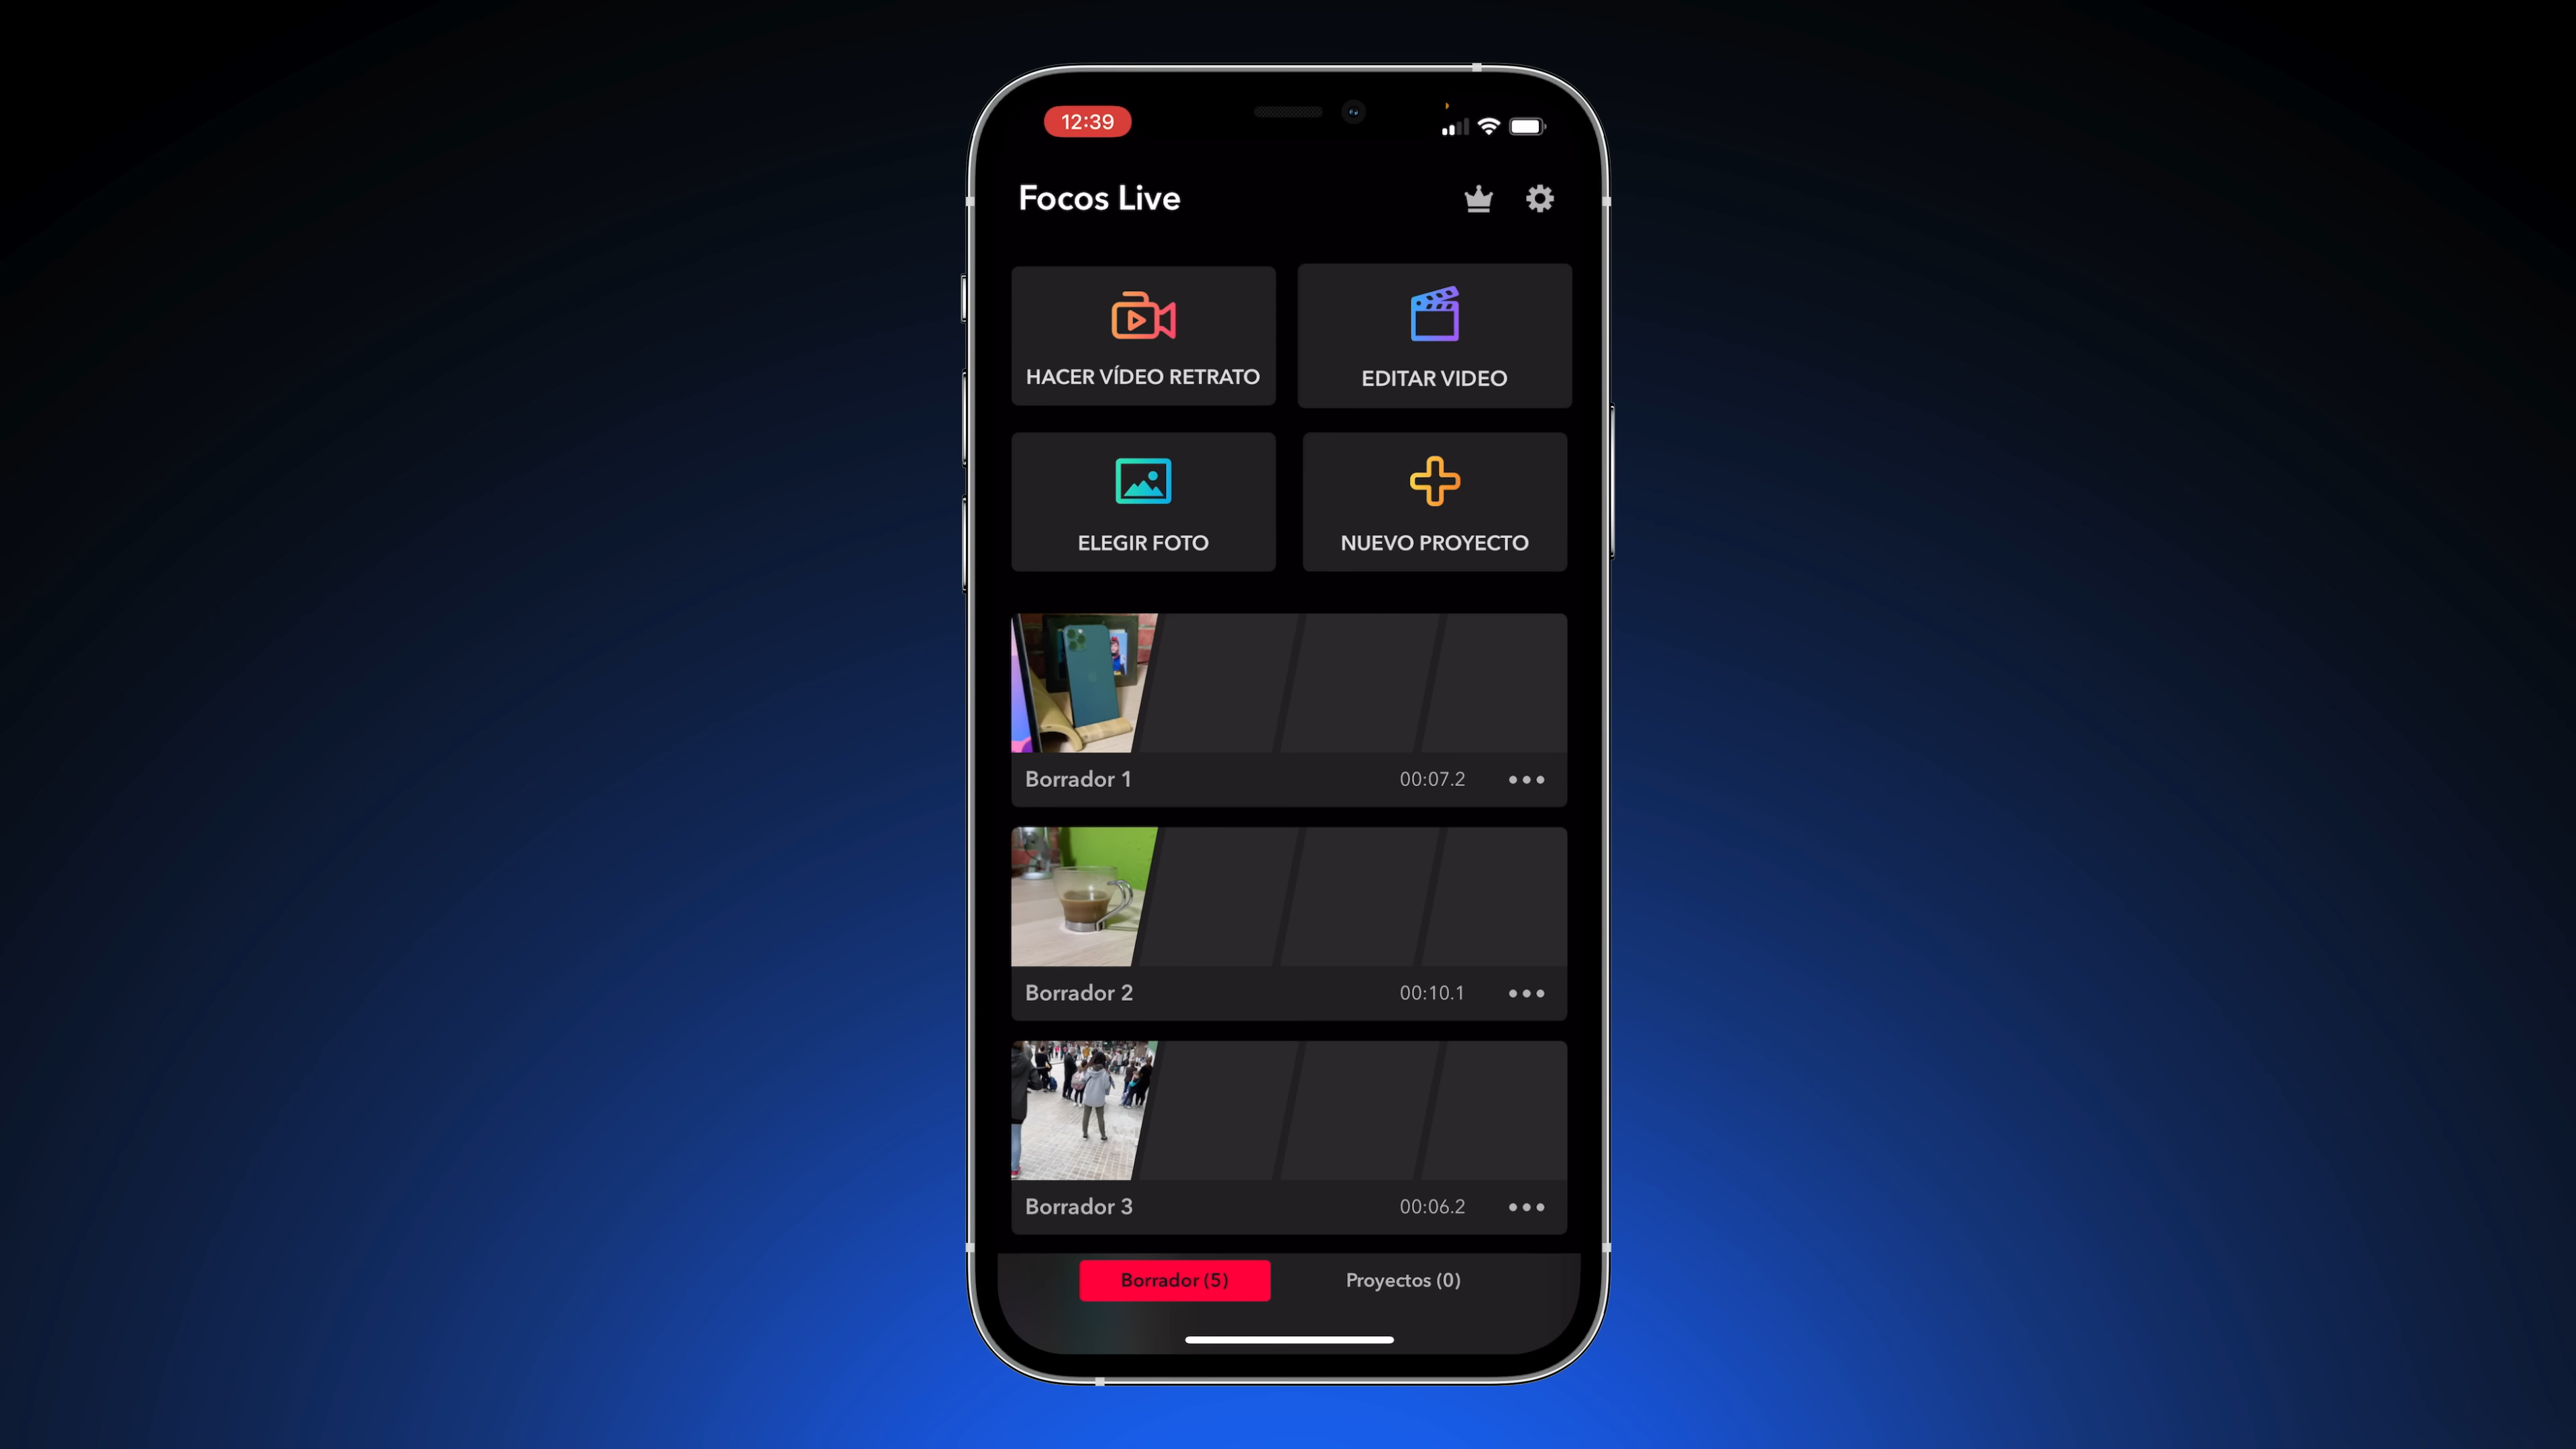 12:39
Focos Live
HACER VÍDEO RETRATO
EDITAR VIDEO
ELEGIR FOTO
NUEVO PROYECTO
Borrador 1
00:07.2
Borrador 2
00:10.1
Borrador 3
00:06.2
Borrador (5)
Proyectos (0)